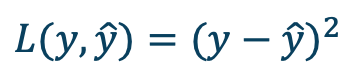 L(y, ŷ) = (y − ŷ)²